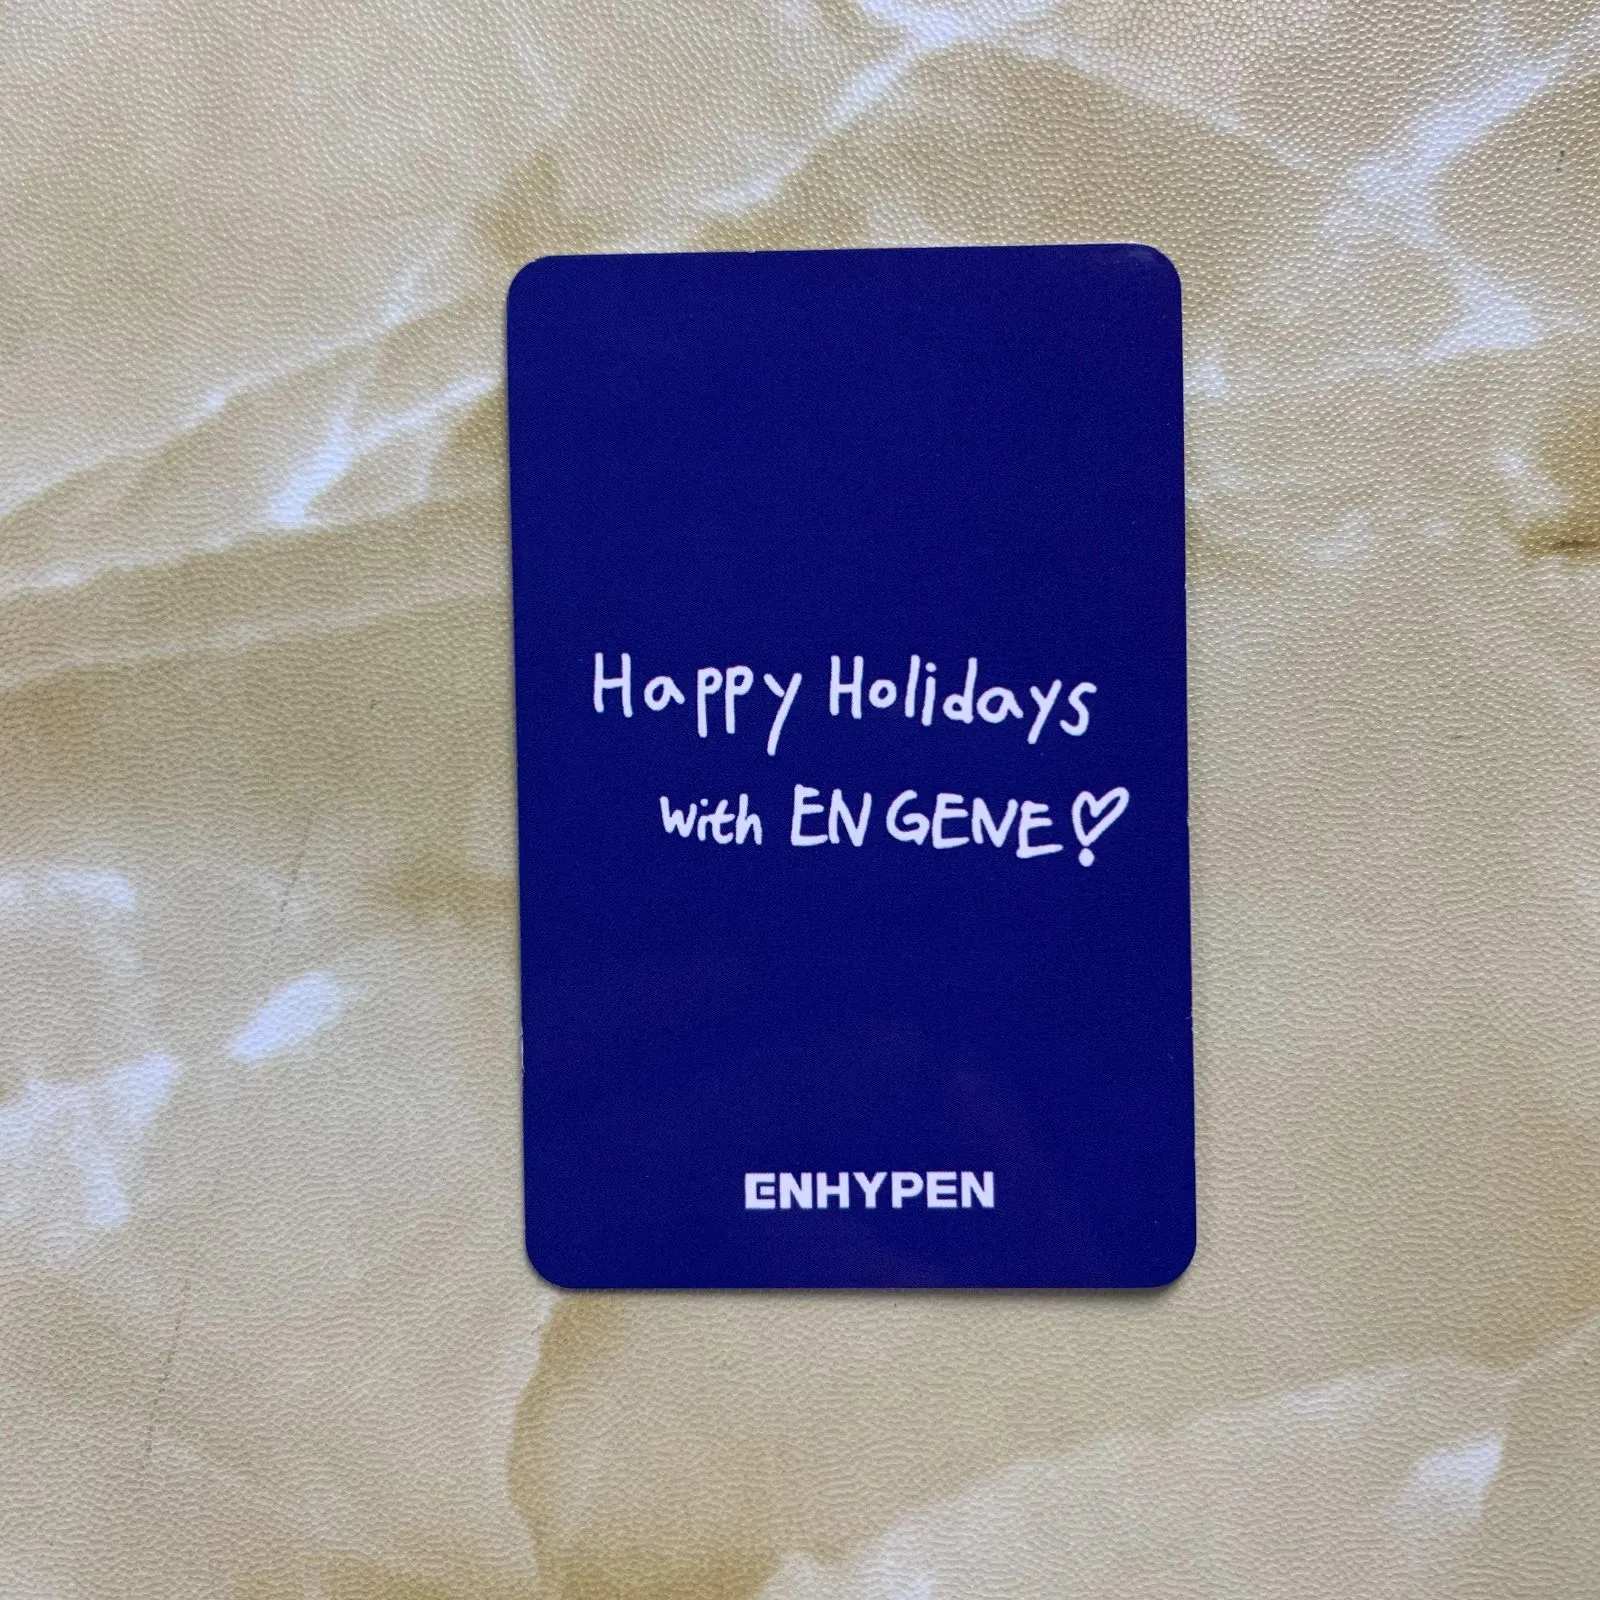 Happy Holidays
with EN GENE♡
ENHYPEN